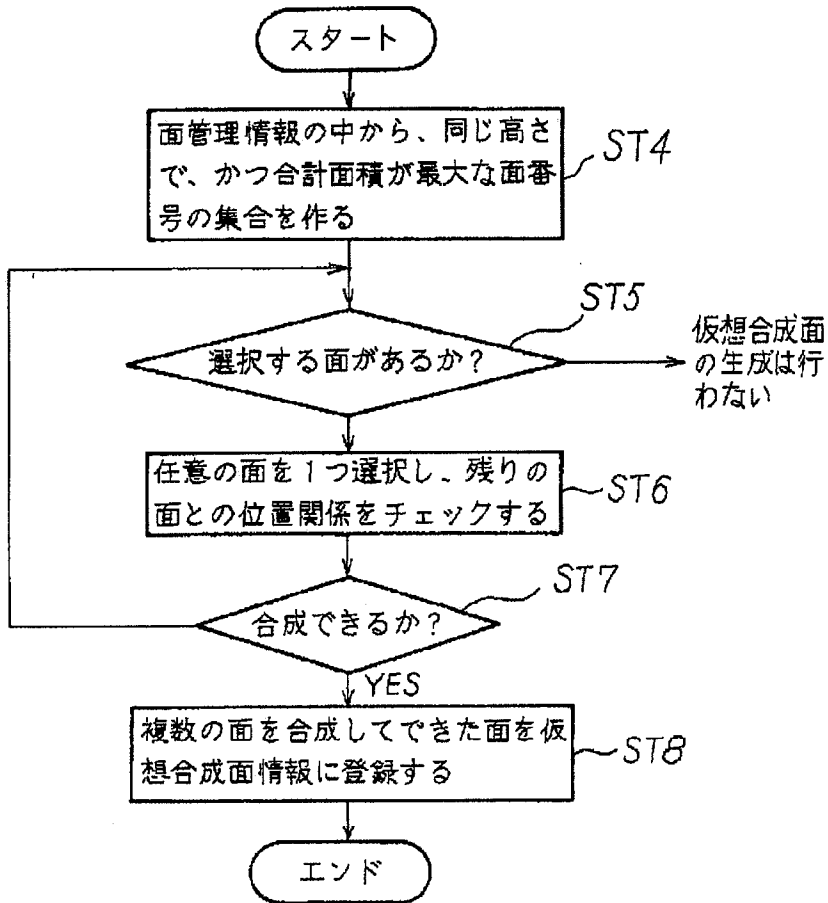 スタート
面管理情報の中から、同じ高さ
で、かつ合計面積が最大な面番
号の集合を作る
ST4
ST5
選択する面があるか?
仮想合成面
の生成は行
わない
任意の面を1つ選択し、残りの
面との位置関係をチェックする
ST6
ST7
合成できるか?
YES
複数の面を合成してできた面を仮
想合成面情報に登録する
ST8
エンド